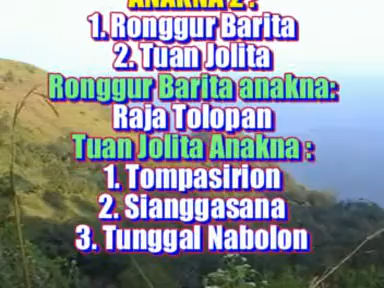 ANAKNA 2 :
1. Ronggur Barita
2. Tuan Jolita
Ronggur Barita anakna:
Raja Tolopan
Tuan Jolita Anakna :
1. Tompasirion
2. Sianggasana
3. Tunggal Nabolon